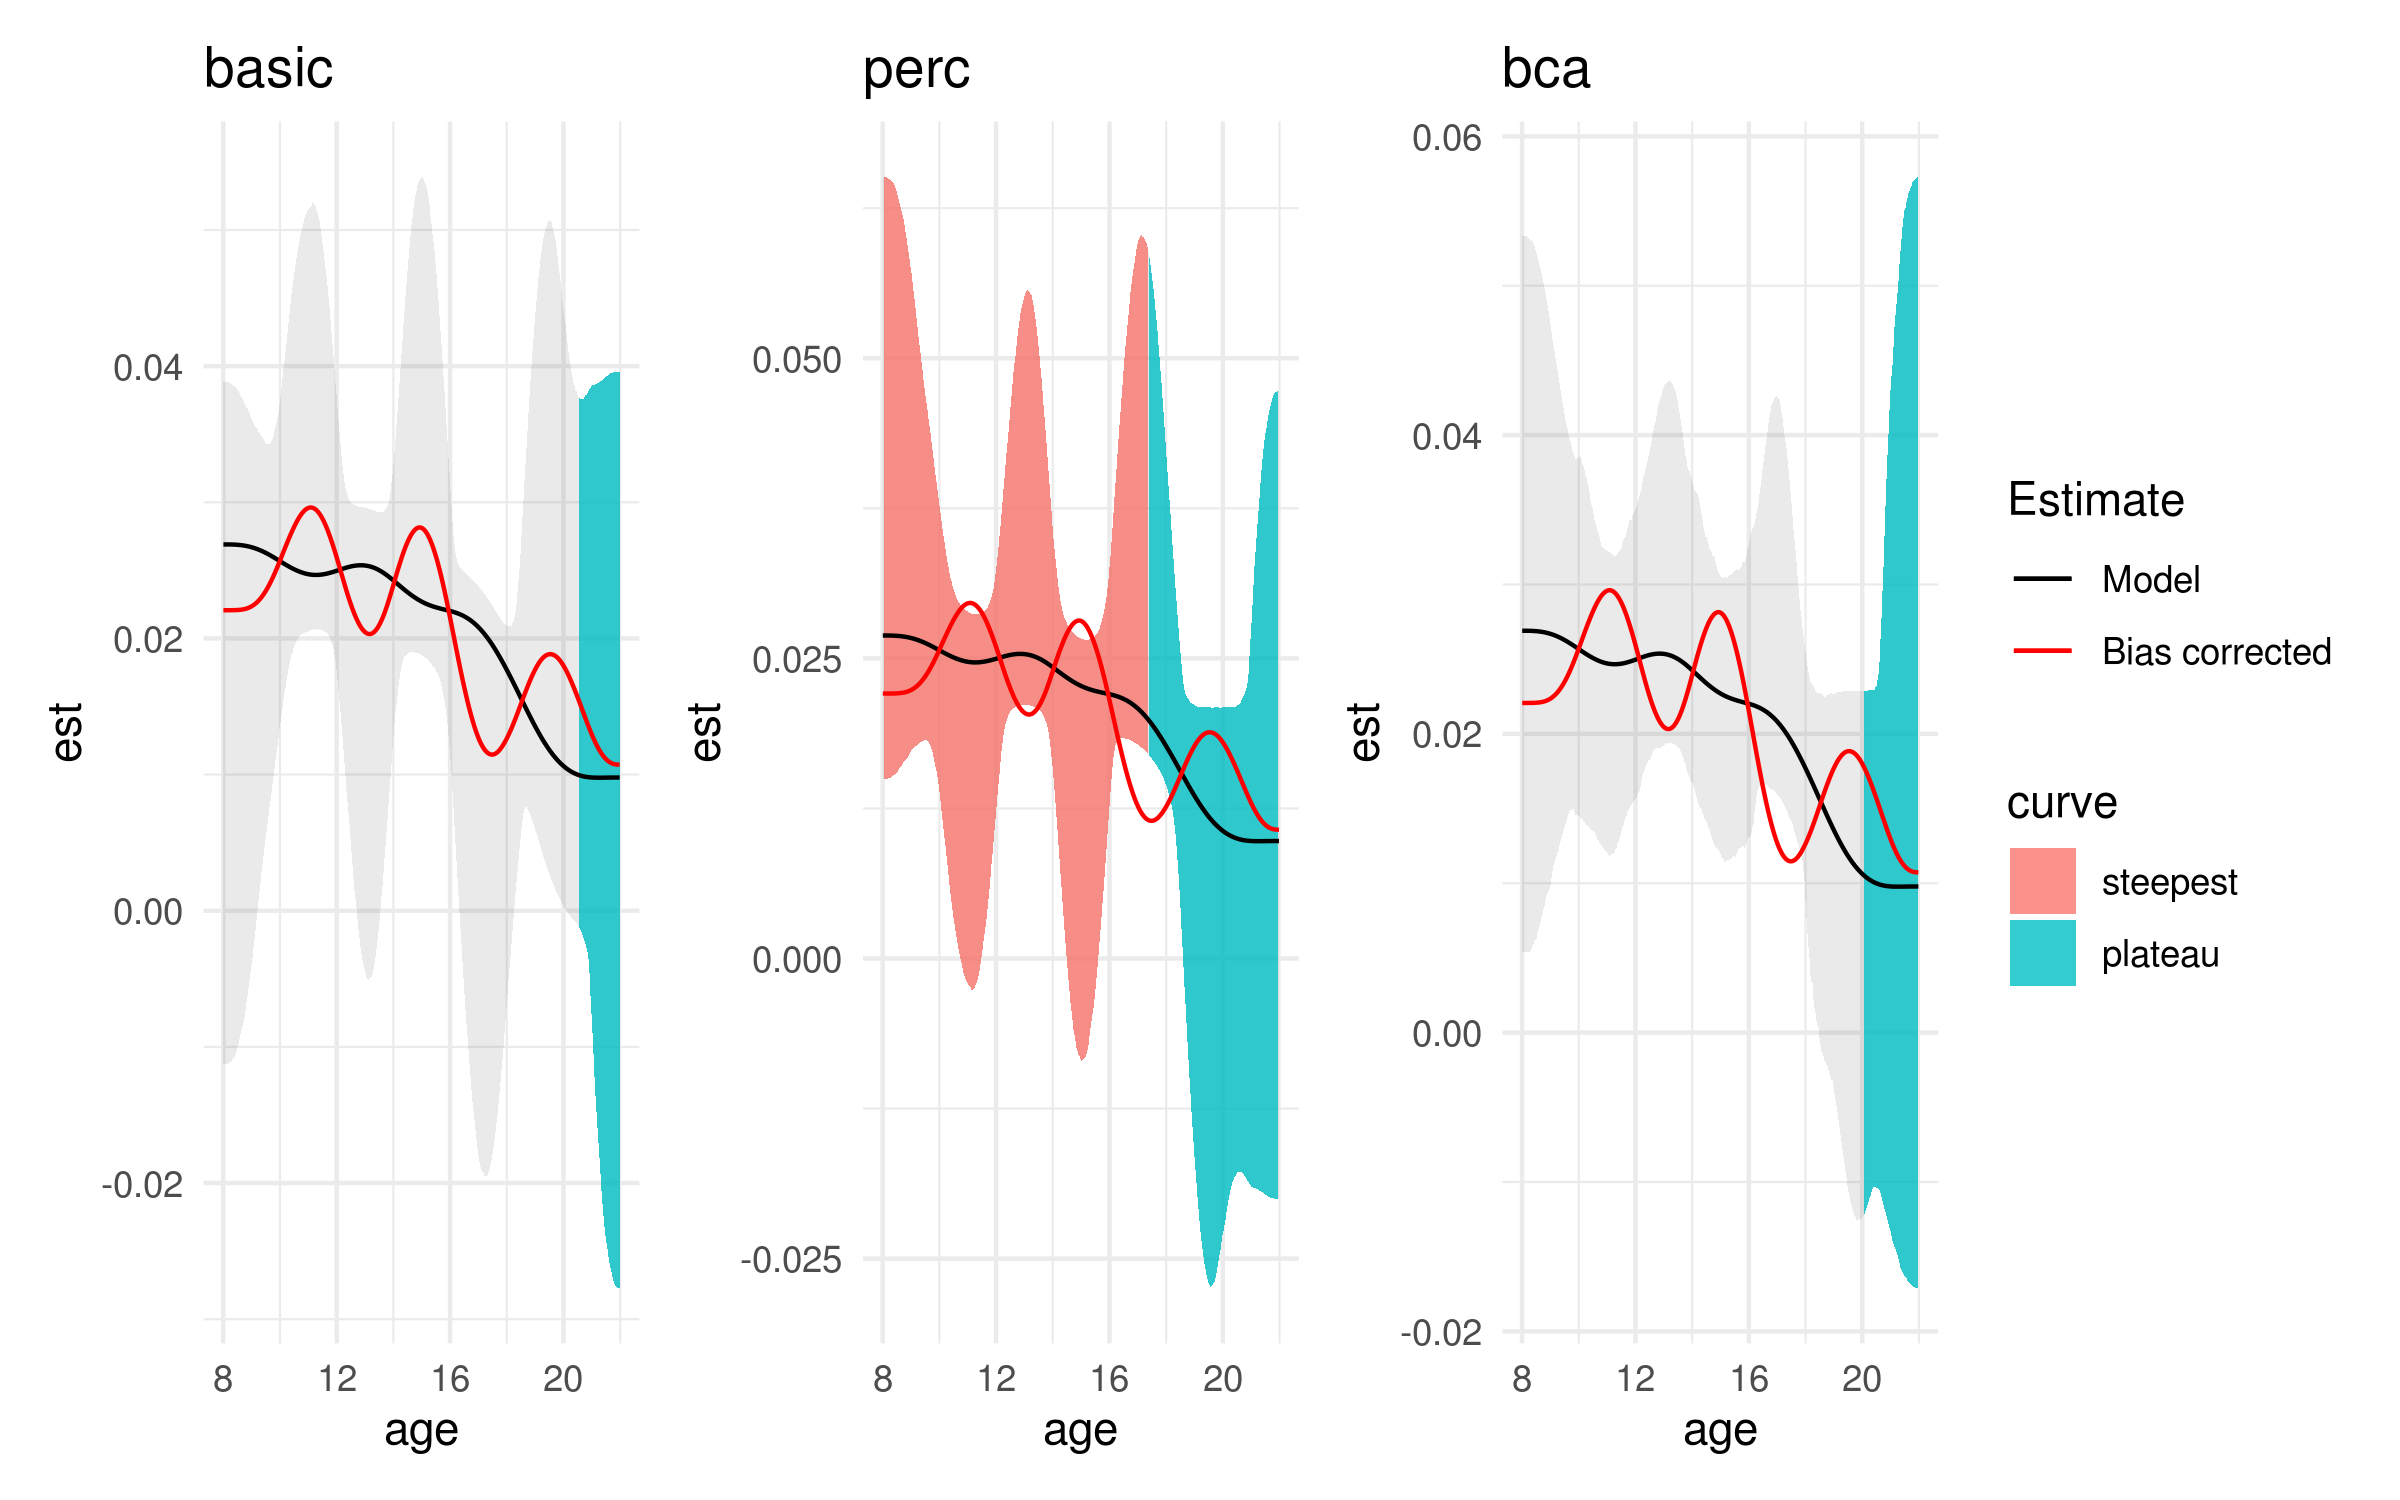 basic
perc
bca
est
0.04
0.02
0.00
-0.02
8 12 16 20
age
est
0.050
0.025
0.000
-0.025
8 12 16 20
age
est
0.06
0.04
0.02
0.00
-0.02
8 12 16 20
age
Estimate
Model
Bias corrected
curve
steepest
plateau